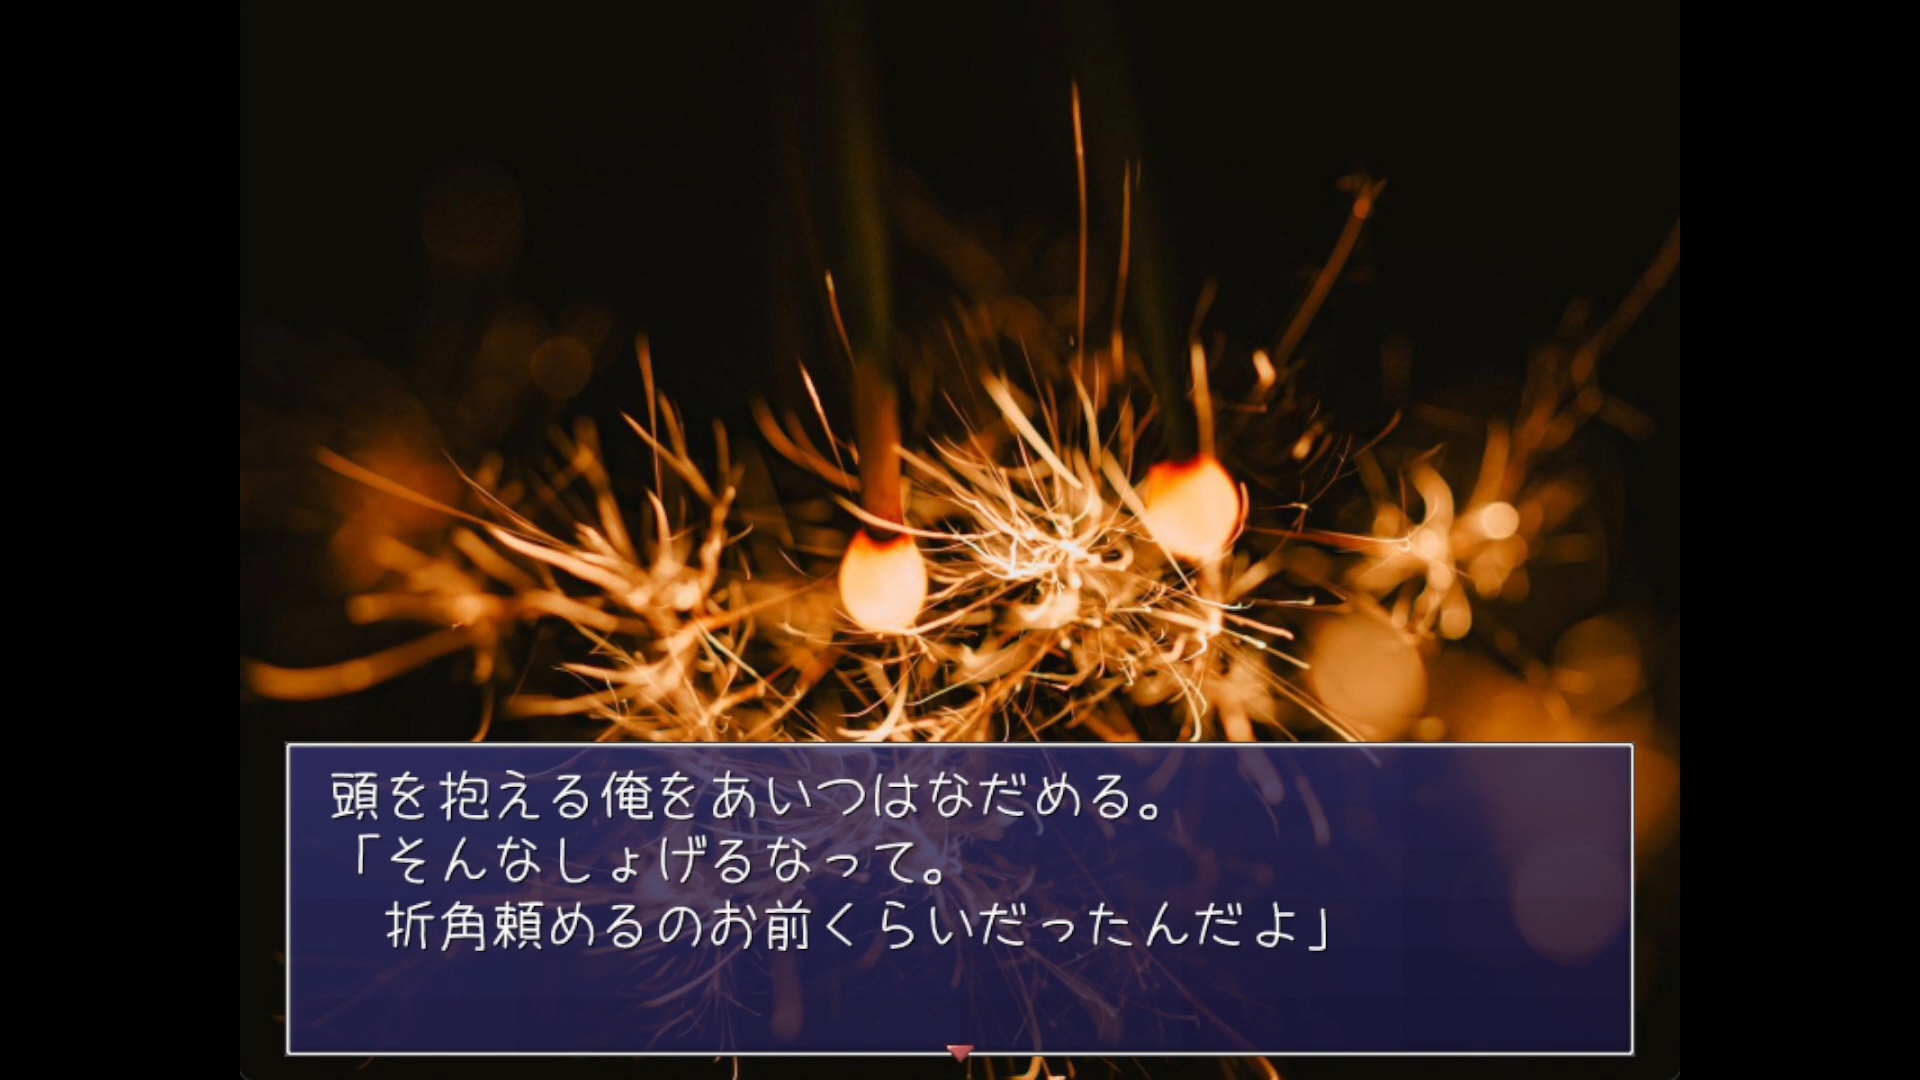 頭を抱える俺をあいつはなだめる。
「そんなしょげるなって。
折角頼めるのお前くらいだったんだよ」